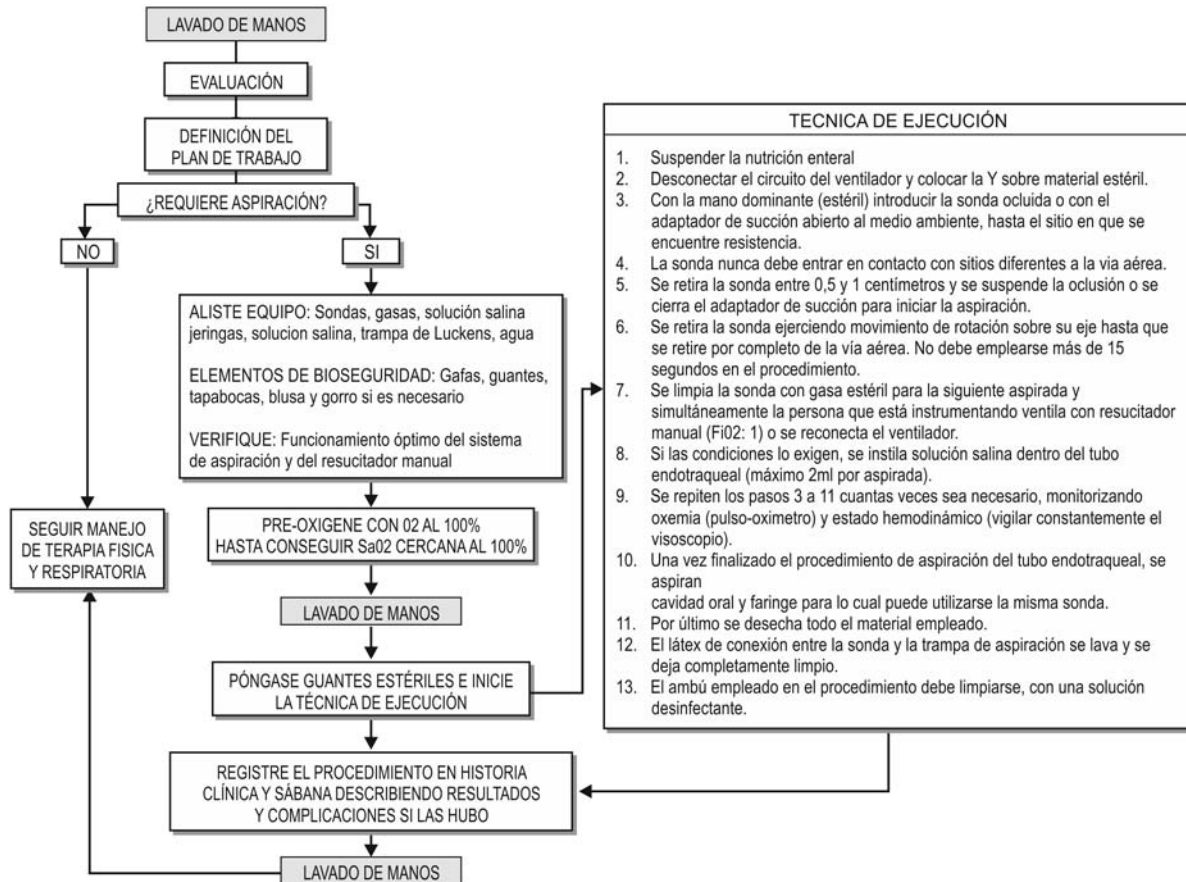 LAVADO DE MANOS
EVALUACIÓN
DEFINICIÓN DEL
PLAN DE TRABAJO
¿REQUIERE ASPIRACIÓN?
NO
SI
ALISTE EQUIPO: Sondas, gasas, solución salina
jeringas, solucion salina, trampa de Luckens, agua
ELEMENTOS DE BIOSEGURIDAD: Gafas, guantes,
tapabocas, blusa y gorro si es necesario
VERIFIQUE: Funcionamiento óptimo del sistema
de aspiración y del resucitador manual
SEGUIR MANEJO
DE TERAPIA FISICA
Y RESPIRATORIA
PRE-OXIGENE CON 02 AL 100%
HASTA CONSEGUIR Sa02 CERCANA AL 100%
LAVADO DE MANOS
PÓNGASE GUANTES ESTÉRILES E INICIE
LA TÉCNICA DE EJECUCIÓN
REGISTRE EL PROCEDIMIENTO EN HISTORIA
CLÍNICA Y SÁBANA DESCRIBIENDO RESULTADOS
Y COMPLICACIONES SI LAS HUBO
LAVADO DE MANOS
TECNICA DE EJECUCIÓN
1. Suspender la nutrición enteral
2. Desconectar el circuito del ventilador y colocar la Y sobre material estéril.
3. Con la mano dominante (estéril) introducir la sonda ocluida o con el
adaptador de succión abierto al medio ambiente, hasta el sitio en que se
encuentre resistencia.
4. La sonda nunca debe entrar en contacto con sitios diferentes a la via aérea.
5. Se retira la sonda entre 0,5 y 1 centímetros y se suspende la oclusión o se
cierra el adaptador de succión para iniciar la aspiración.
6. Se retira la sonda ejerciendo movimiento de rotación sobre su eje hasta que
se retire por completo de la vía aérea. No debe emplearse más de 15
segundos en el procedimiento.
7. Se limpia la sonda con gasa estéril para la siguiente aspirada y
simultáneamente la persona que está instrumentando ventila con resucitador
manual (Fi02: 1) o se reconecta el ventilador.
8. Si las condiciones lo exigen, se instila solución salina dentro del tubo
endotraqueal (máximo 2ml por aspirada).
9. Se repiten los pasos 3 a 11 cuantas veces sea necesario, monitorizando
oxemia (pulso-oximetro) y estado hemodinámico (vigilar constantemente el
visoscopio).
10. Una vez finalizado el procedimiento de aspiración del tubo endotraqueal, se
aspiran
cavidad oral y faringe para lo cual puede utilizarse la misma sonda.
11. Por último se desecha todo el material empleado.
12. El látex de conexión entre la sonda y la trampa de aspiración se lava y se
deja completamente limpio.
13. El ambú empleado en el procedimiento debe limpiarse, con una solución
desinfectante.